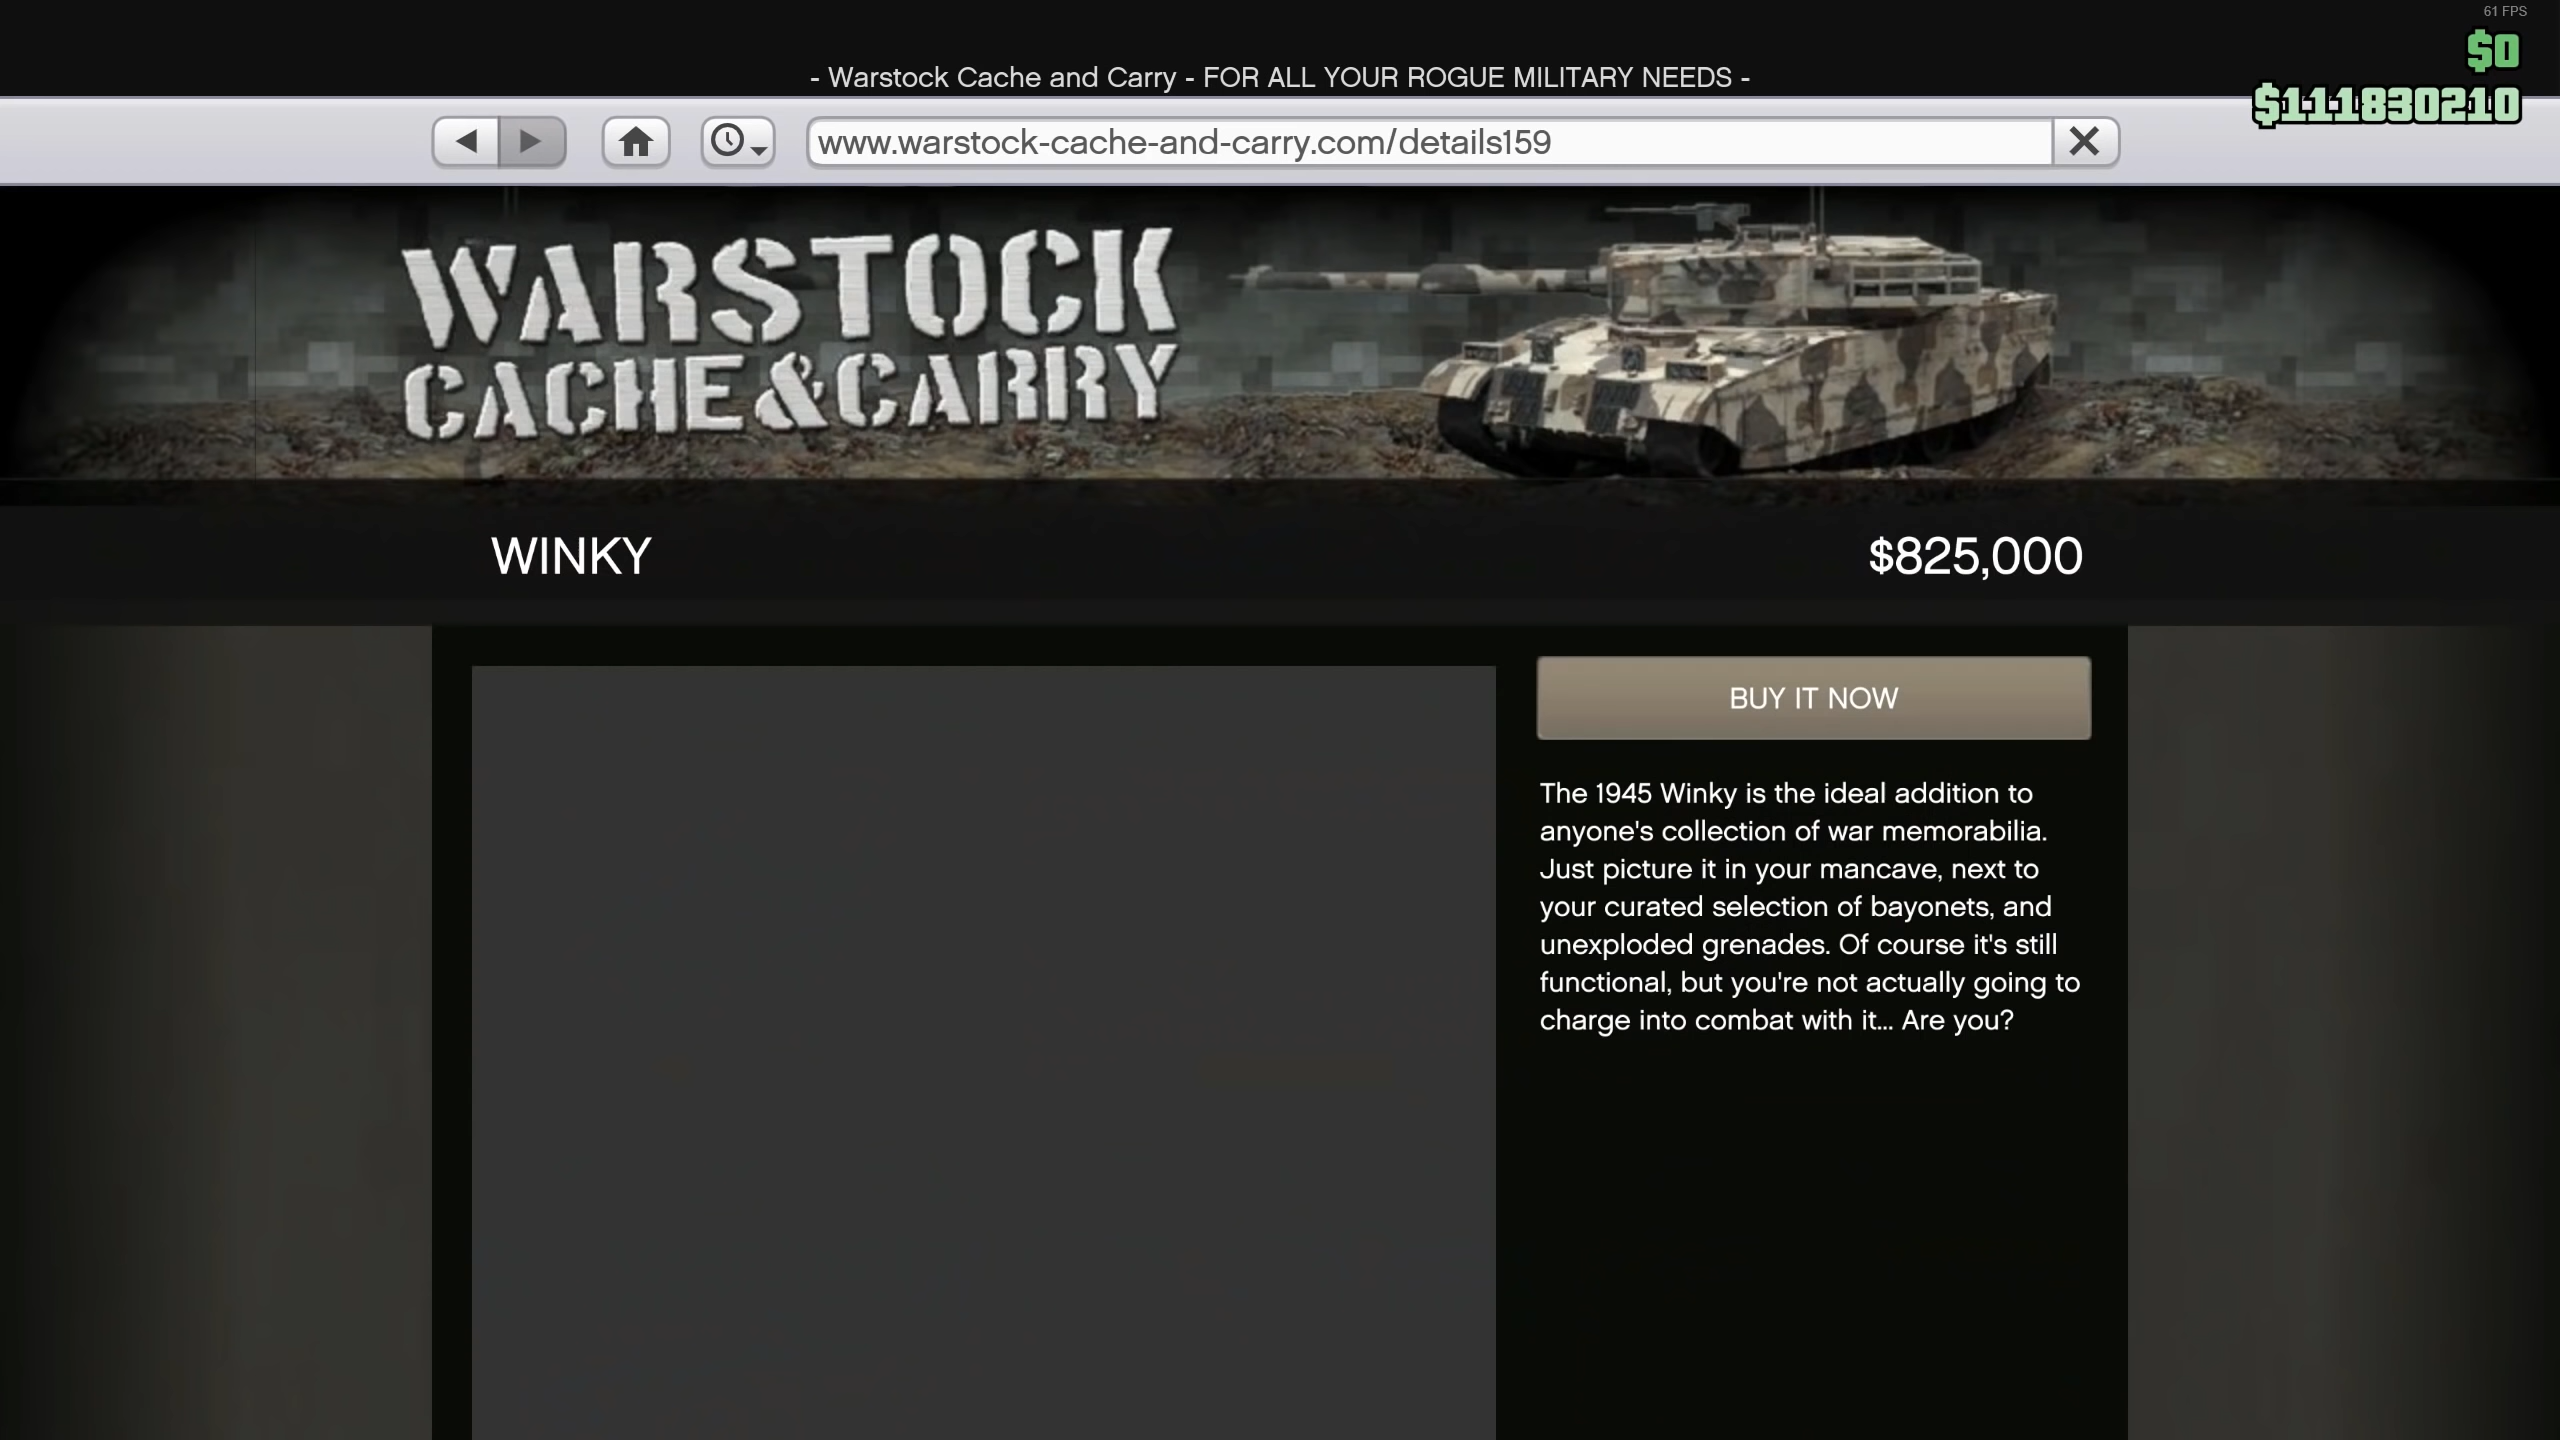 61 FPS
$0
- Warstock Cache and Carry - FOR ALL YOUR ROGUE MILITARY NEEDS -
$111830210
www.warstock-cache-and-carry.com/details159
WARSTOCK
CACHE&CARRY
WINKY
$825,000
BUY IT NOW
The 1945 Winky is the ideal addition to
anyone's collection of war memorabilia.
Just picture it in your mancave, next to
your curated selection of bayonets, and
unexploded grenades. Of course it's still
functional, but you're not actually going to
charge into combat with it... Are you?